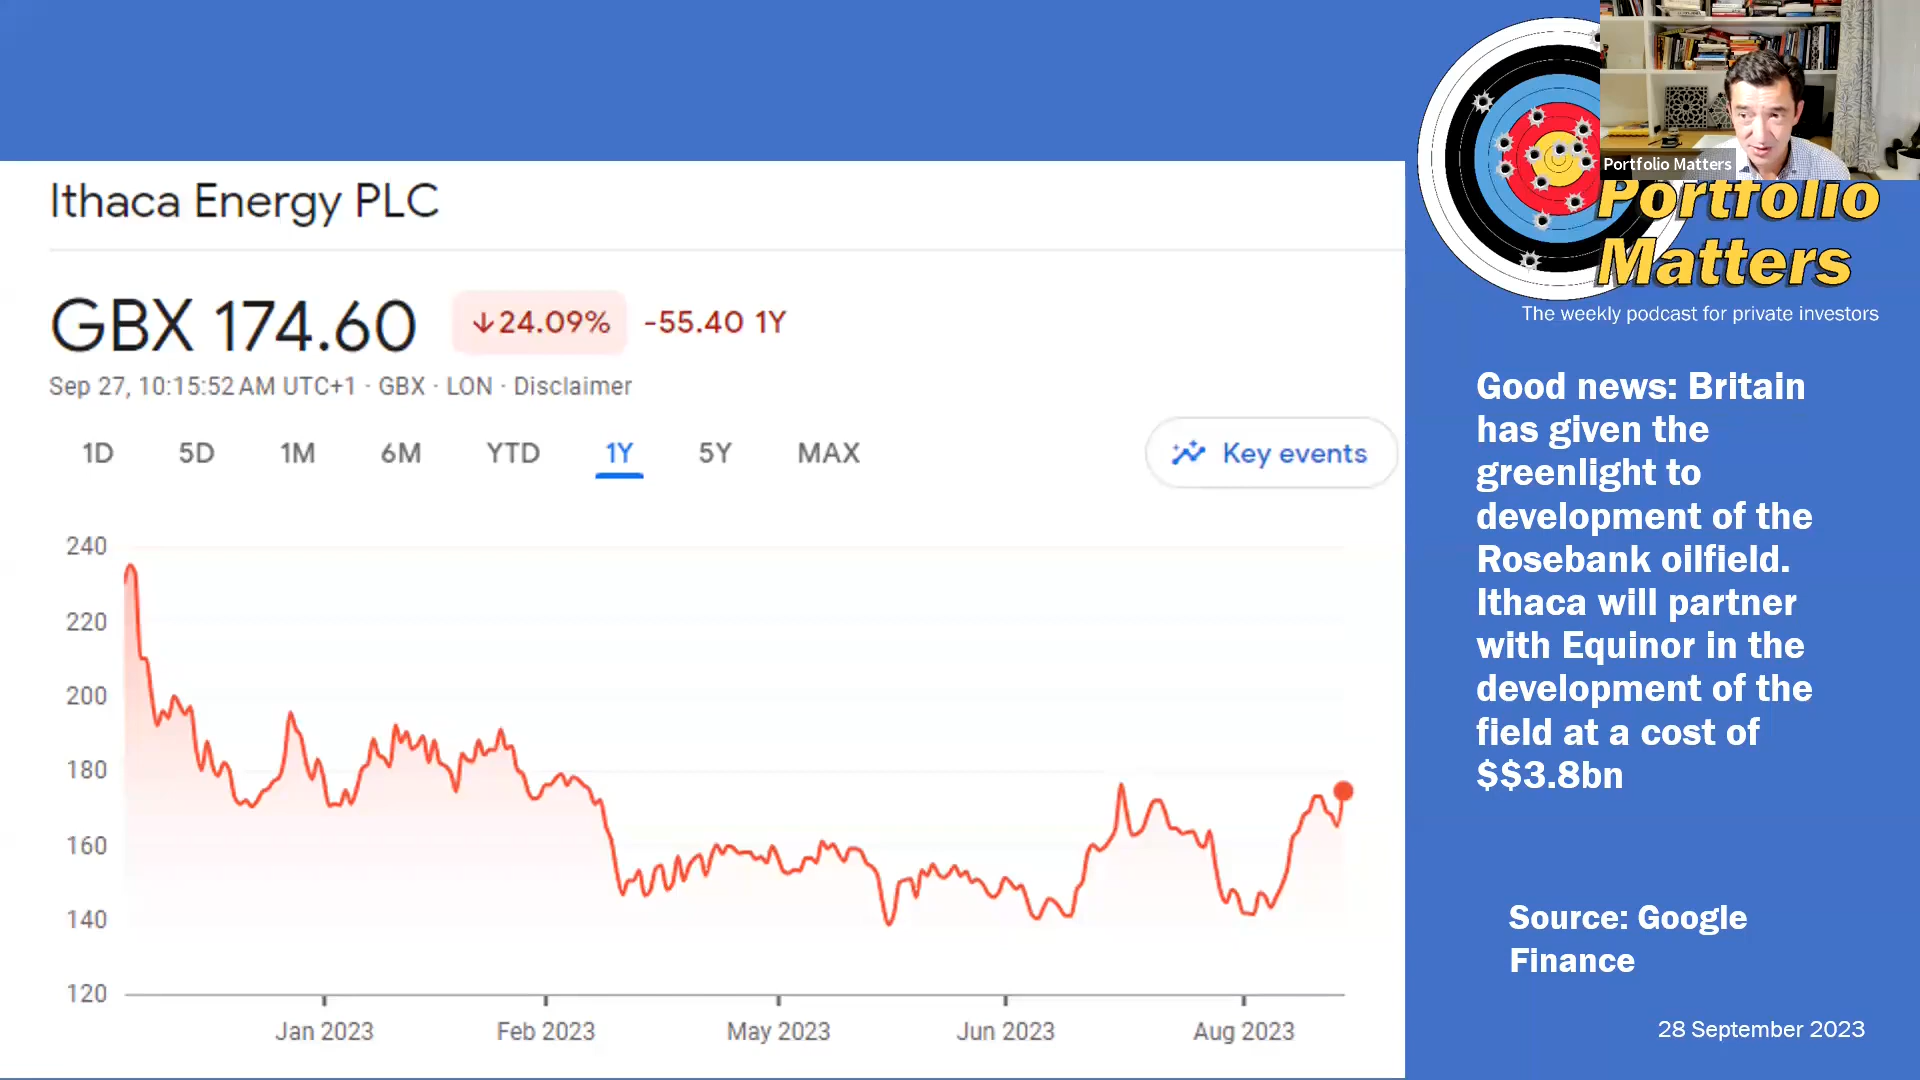 Ithaca Energy PLC
GBX 174.60 ↓24.09% -55.40 1Y
Sep 27, 10:15:52 AM UTC+1 · GBX · LON · Disclaimer
1D 5D 1M 6M YTD 1Y 5Y MAX
Key events
240
220
200
180
160
140
120
Jan 2023 Feb 2023 May 2023 Jun 2023 Aug 2023
Portfolio Matters
Portfolio
Matters
The weekly podcast for private investors
Good news: Britain
has given the
greenlight to
development of the
Rosebank oilfield.
Ithaca will partner
with Equinor in the
development of the
field at a cost of
$$3.8bn
Source: Google
Finance
28 September 2023